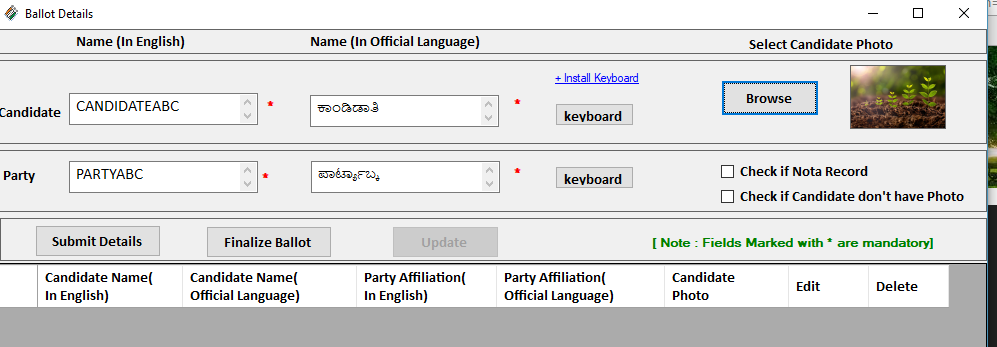 Ballot Details
Name (In English) Name (In Official Language) Select Candidate Photo
+ Install Keyboard
Candidate CANDIDATEABC * ಕಾಂಡಿಡಾತಿ * keyboard Browse
Party PARTYABC * ಪಾರ್ಟ್ಯಾಬ್ಕ * keyboard
Check if Nota Record
Check if Candidate don't have Photo
Submit Details Finalize Ballot Update [ Note : Fields Marked with * are mandatory]
Candidate Name( Candidate Name( Party Affiliation( Party Affiliation( Candidate Edit Delete
In English) Official Language) In English) Official Language) Photo